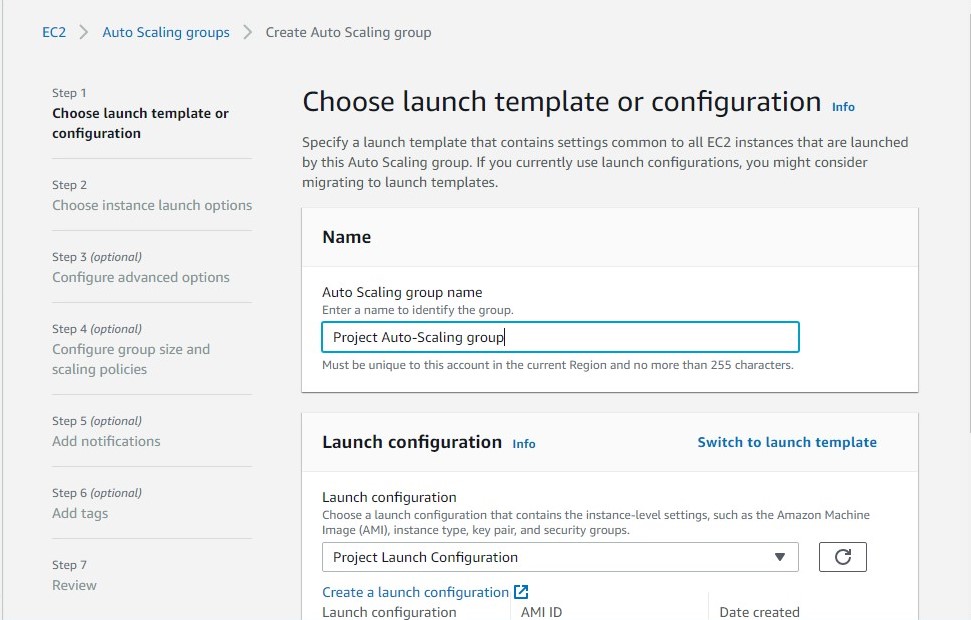 EC2 > Auto Scaling groups > Create Auto Scaling group
Step 1
Choose launch template or
configuration
Step 2
Choose instance launch options
Step 3 (optional)
Configure advanced options
Step 4 (optional)
Configure group size and
scaling policies
Step 5 (optional)
Add notifications
Step 6 (optional)
Add tags
Step 7
Review
Choose launch template or configuration Info
Specify a launch template that contains settings common to all EC2 instances that are launched
by this Auto Scaling group. If you currently use launch configurations, you might consider
migrating to launch templates.
Name
Auto Scaling group name
Enter a name to identify the group.
Project Auto-Scaling group
Must be unique to this account in the current Region and no more than 255 characters.
Launch configuration Info Switch to launch template
Launch configuration
Choose a launch configuration that contains the instance-level settings, such as the Amazon Machine
Image (AMI), instance type, key pair, and security groups.
Project Launch Configuration
Create a launch configuration
Launch configuration AMI ID Date created